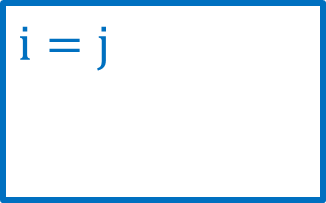 i = j